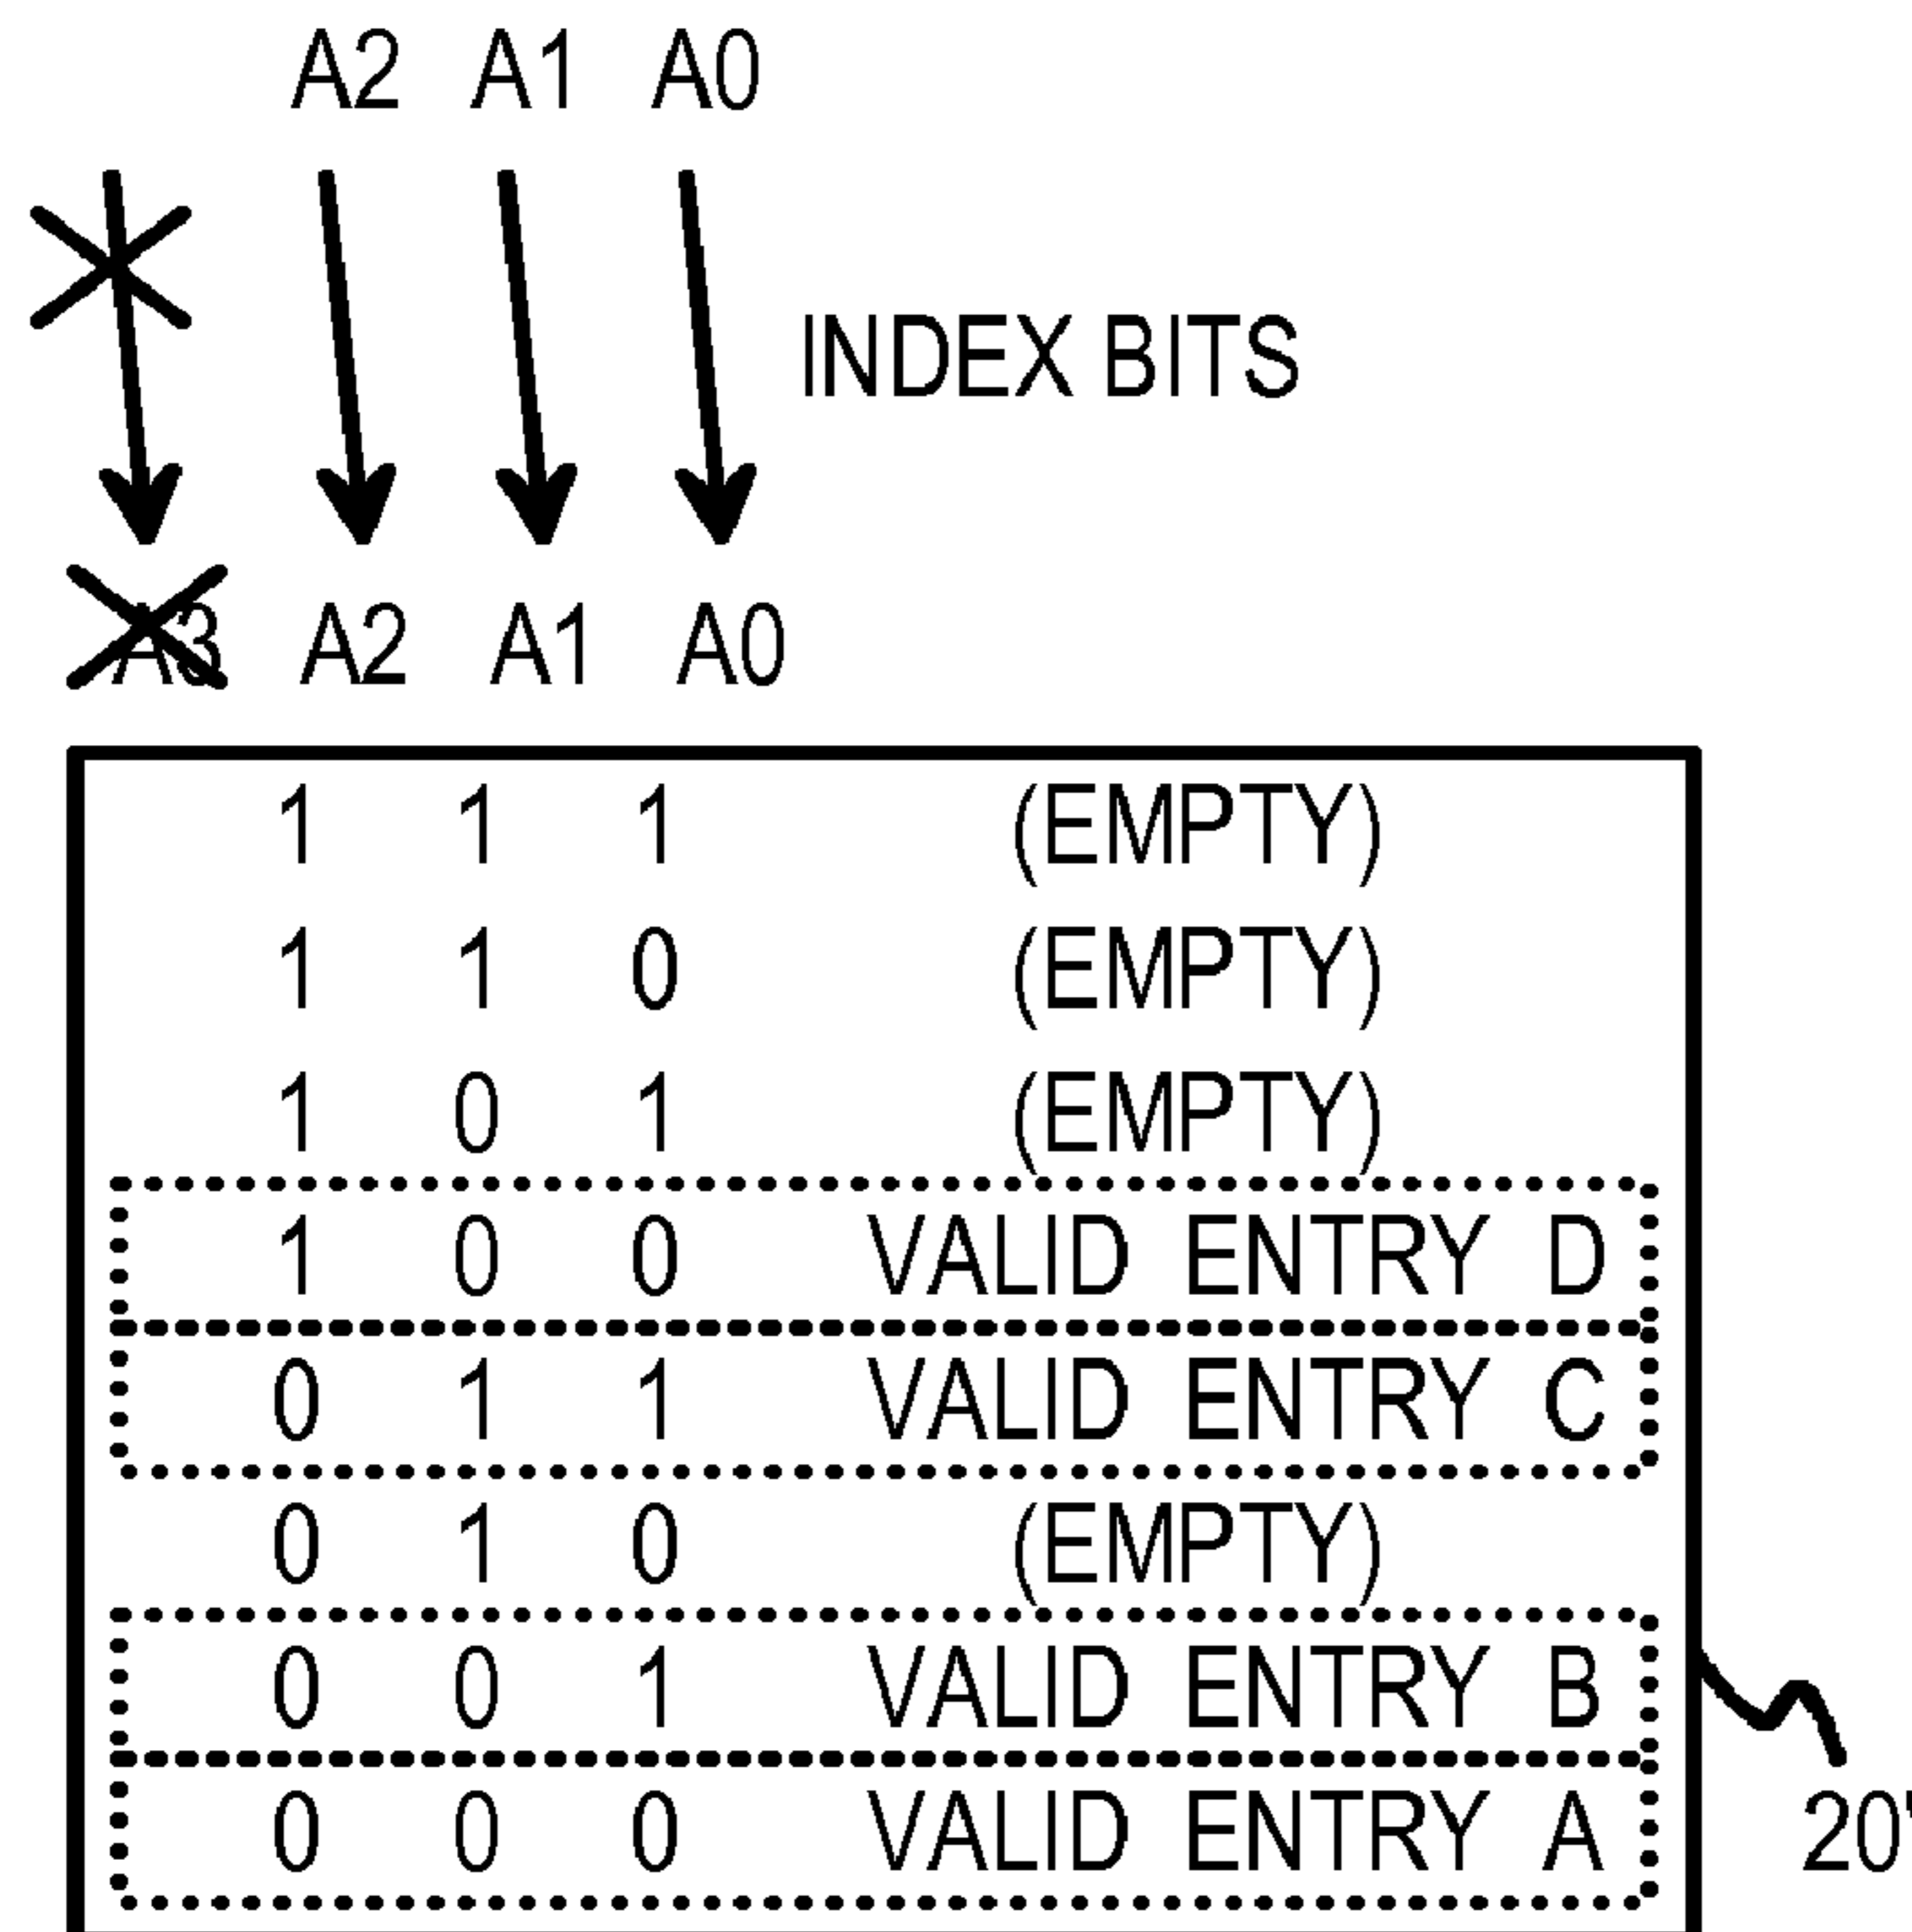 A2 A1 A0
INDEX BITS
A3 A2 A1 A0
1 1 1 (EMPTY)
1 1 0 (EMPTY)
1 0 1 (EMPTY)
1 0 0 VALID ENTRY D
0 1 1 VALID ENTRY C
0 1 0 (EMPTY)
0 0 1 VALID ENTRY B
0 0 0 VALID ENTRY A
20'